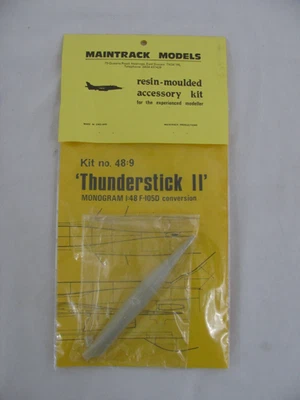 MAINTRACK MODELS
resin-moulded
accessory kit
for the experienced modeller
Kit no. 48:9
'Thunderstick II'
MONOGRAM 1:48 F-105D conversion